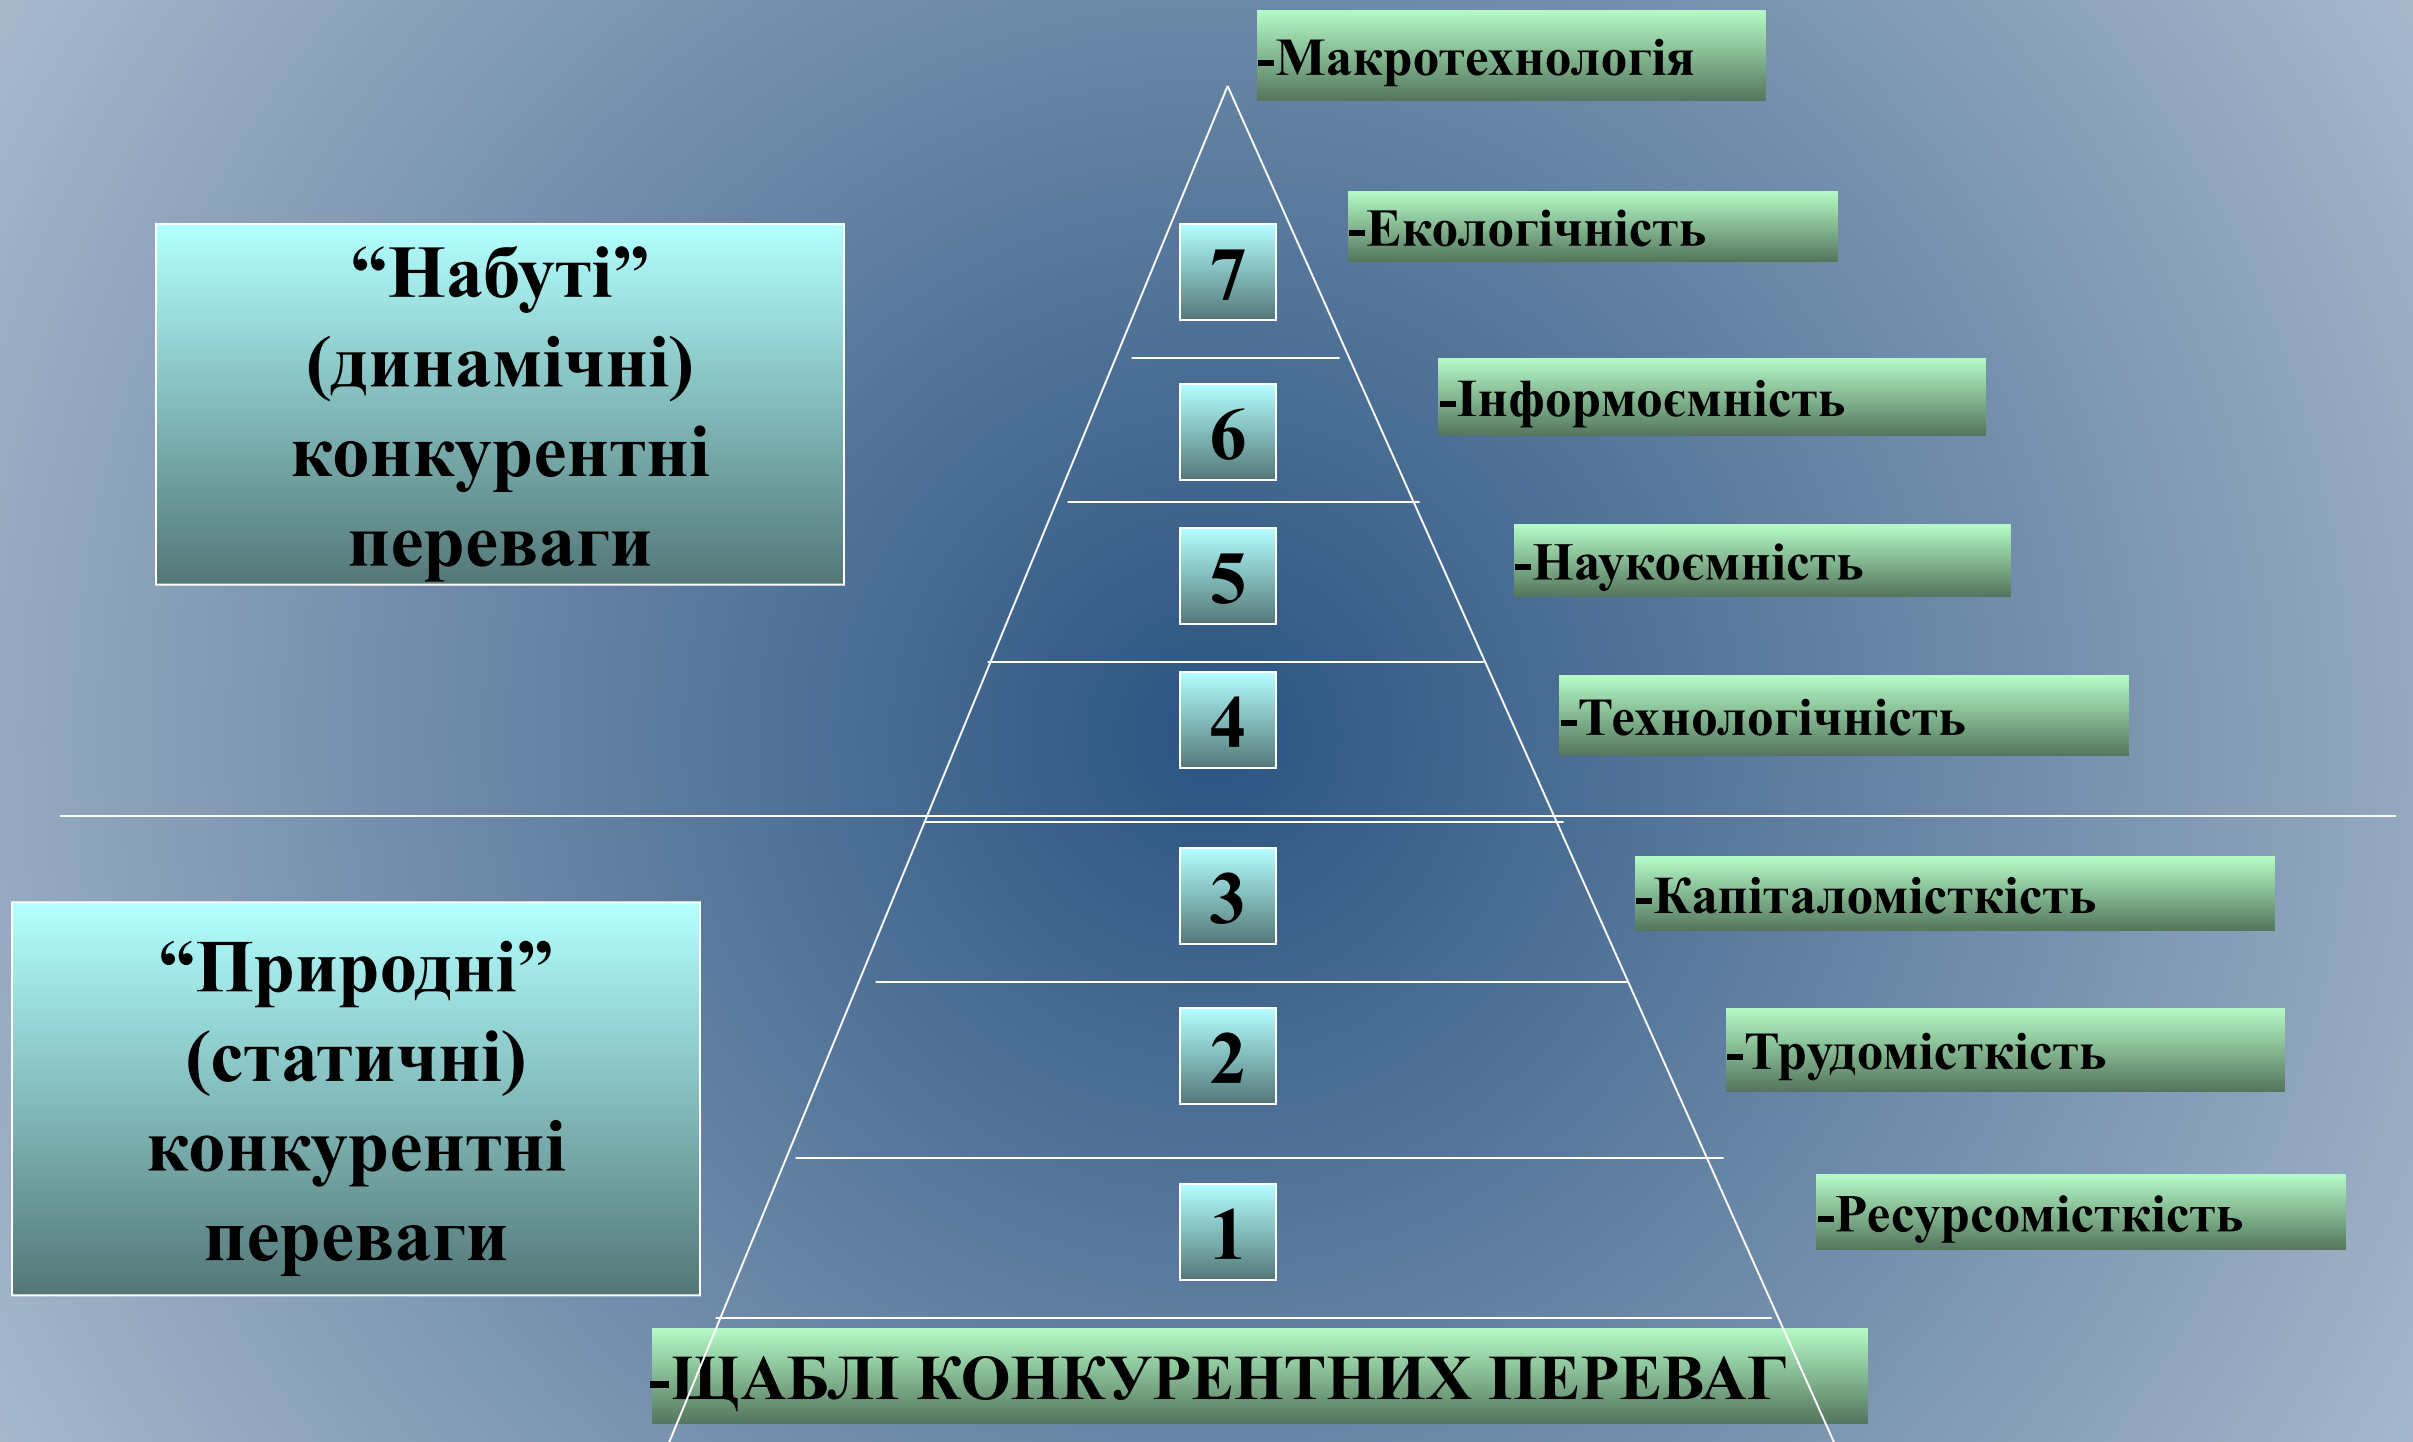 -Макротехнологія
-Екологічність
“Набуті”
(динамічні)
конкурентні
переваги
7
-Інформоємність
6
-Наукоємність
5
-Технологічність
4
-Капіталомісткість
3
“Природні”
(статичні)
конкурентні
переваги
-Трудомісткість
2
-Ресурсомісткість
1
-ЩАБЛІ КОНКУРЕНТНИХ ПЕРЕВАГ